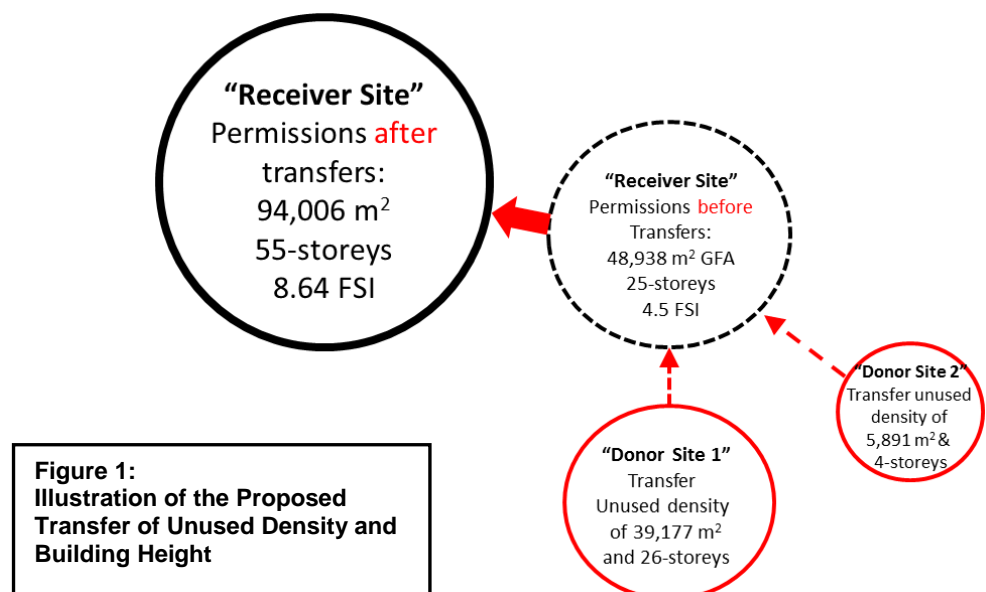 “Receiver Site”
Permissions after
transfers:
94,006 m²
55-storeys
8.64 FSI
“Receiver Site”
Permissions before
Transfers:
48,938 m² GFA
25-storeys
4.5 FSI
“Donor Site 2”
Transfer unused
density of
5,891 m² &
4-storeys
“Donor Site 1”
Transfer
Unused density
of 39,177 m²
and 26-storeys
Figure 1:
Illustration of the Proposed
Transfer of Unused Density and
Building Height